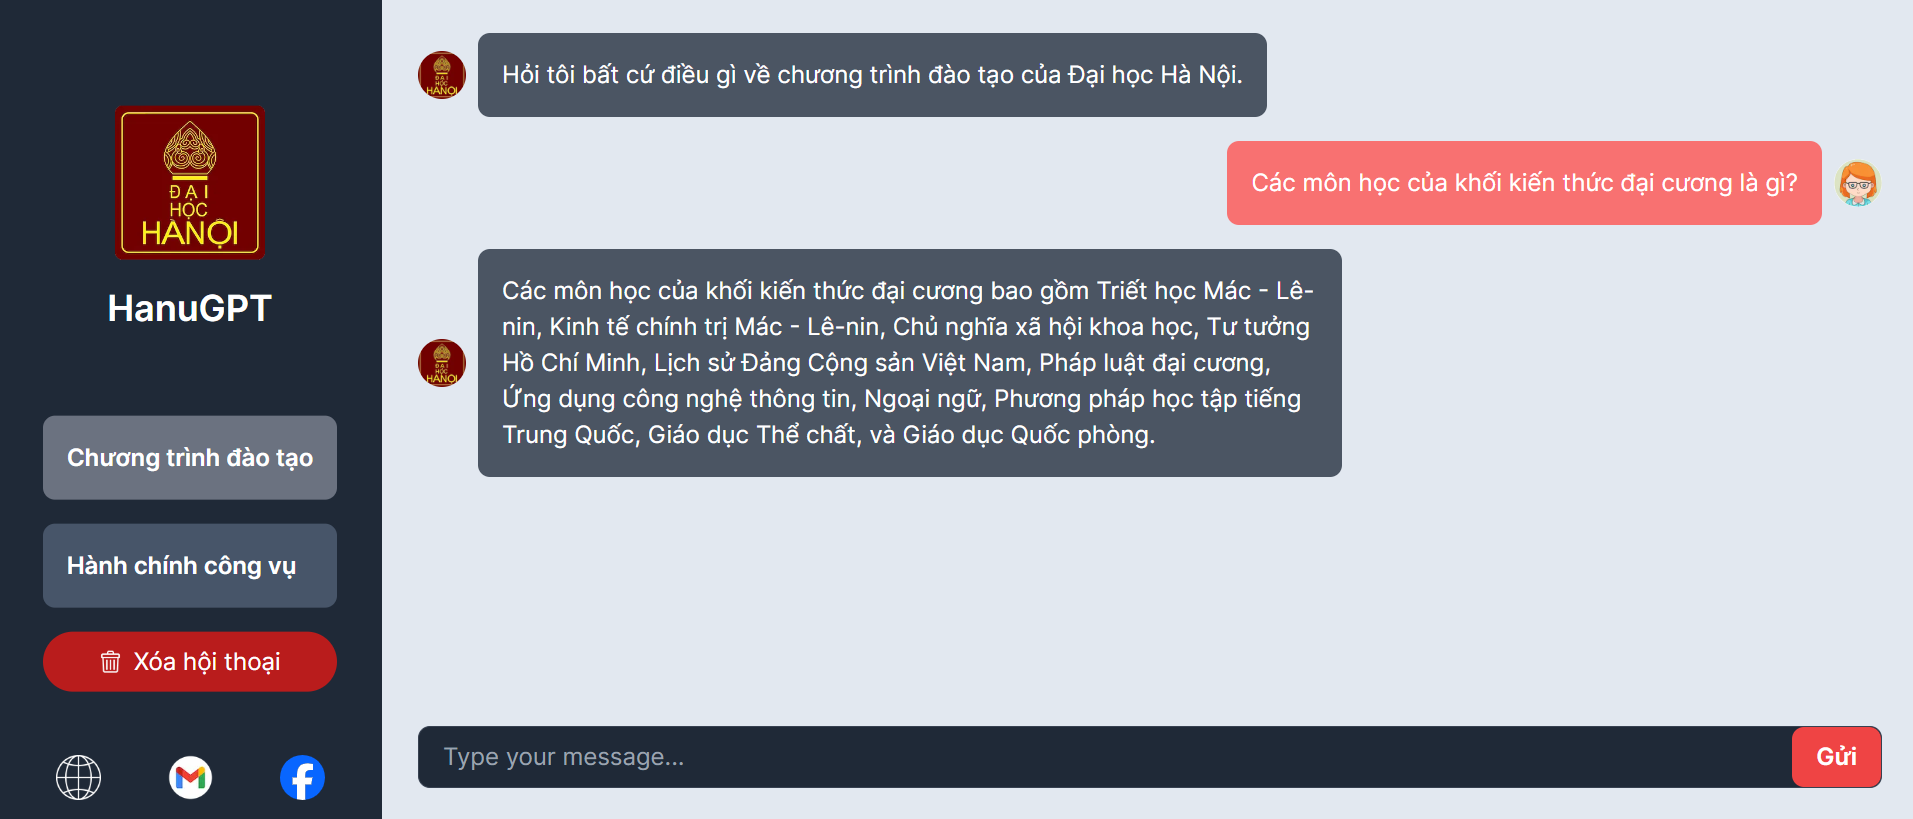 ĐẠI
HỌC
HÀNỘI
HanuGPT
Chương trình đào tạo
Hành chính công vụ
Xóa hội thoại
ĐẠI
HỌC
HÀNỘI
Hỏi tôi bất cứ điều gì về chương trình đào tạo của Đại học Hà Nội.
Các môn học của khối kiến thức đại cương là gì?
ĐẠI
HỌC
HÀNỘI
Các môn học của khối kiến thức đại cương bao gồm Triết học Mác - Lê-
nin, Kinh tế chính trị Mác - Lê-nin, Chủ nghĩa xã hội khoa học, Tư tưởng
Hồ Chí Minh, Lịch sử Đảng Cộng sản Việt Nam, Pháp luật đại cương,
Ứng dụng công nghệ thông tin, Ngoại ngữ, Phương pháp học tập tiếng
Trung Quốc, Giáo dục Thể chất, và Giáo dục Quốc phòng.
Type your message...
Gửi